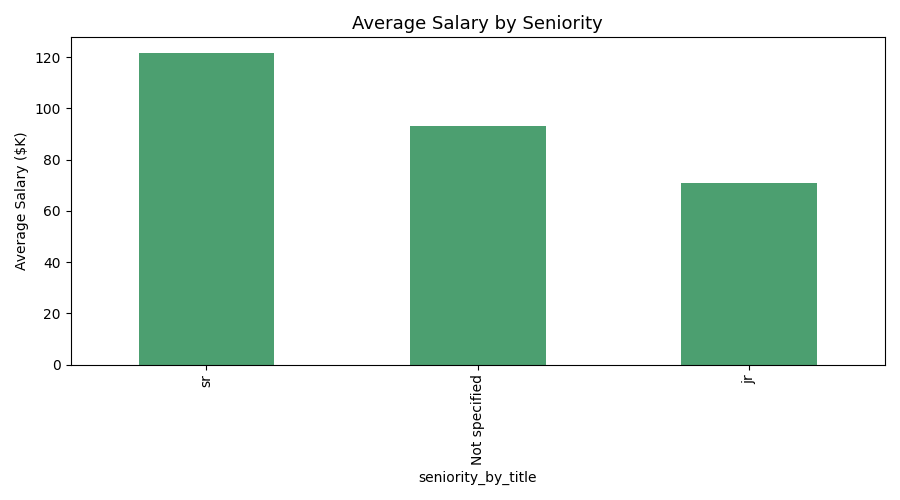 Average Salary by Seniority
Average Salary ($K)
120
100
80
60
40
20
0
sr
Not specified
jr
seniority_by_title